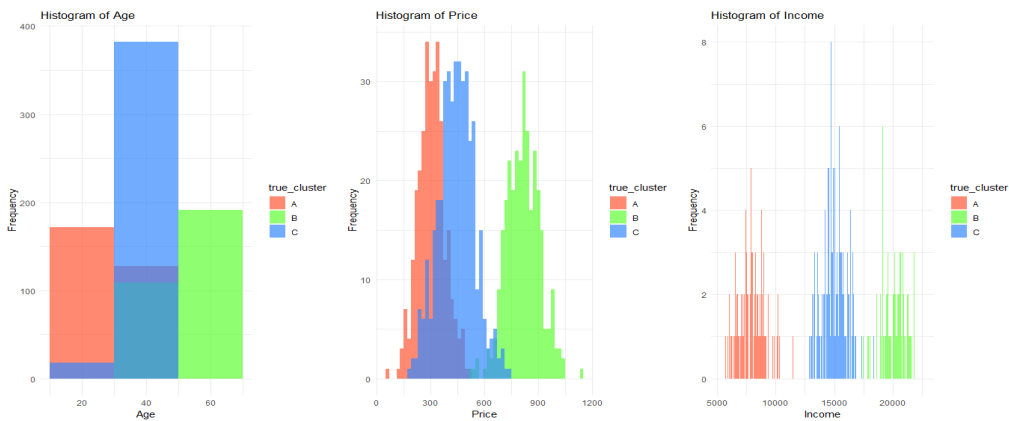 Histogram of Age
400
300
200
100
0
Frequency
20
40
60
Age
true_cluster
A
B
C
Histogram of Price
30
20
10
0
Frequency
0
300
600
900
1200
Price
true_cluster
A
B
C
Histogram of Income
8
6
4
2
0
Frequency
5000
10000
15000
20000
Income
true_cluster
A
B
C